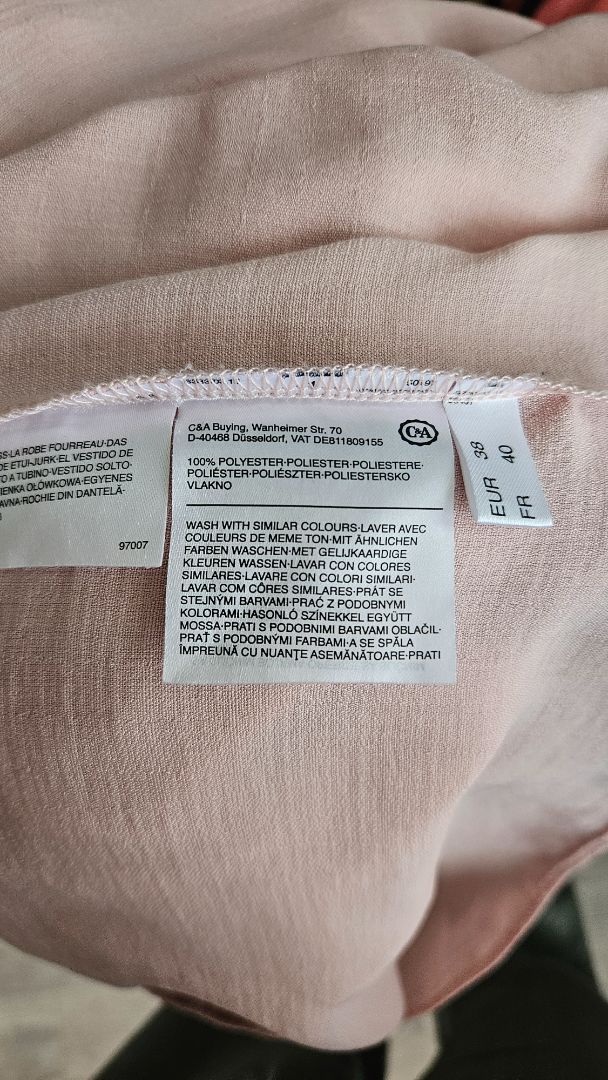 S-LA ROBE FOURREAU-DAS
DE ETUI-JURK-EL VESTIDO DE
TO A TUBINO-VESTIDO SOLTO-
IENKA OŁÓWKOWA-EGYENES
AVNA-ROCHIE DIN DANTELĂ-
97007
C&A Buying, Wanheimer Str. 70
D-40468 Düsseldorf, VAT DE811809155
C&A
100% POLYESTER·POLIESTER·POLIESTERE·
POLIÉSTER·POLIÉSZTER·POLIESTERSKO
VLAKNO
WASH WITH SIMILAR COLOURS·LAVER AVEC
COULEURS DE MEME TON·MIT ÄHNLICHEN
FARBEN WASCHEN·MET GELIJKAARDIGE
KLEUREN WASSEN·LAVAR CON COLORES
SIMILARES·LAVARE CON COLORI SIMILARI·
LAVAR COM CÔRES SIMILARES·PRÁT SE
STEJNÝMI BARVAMI·PRAĆ Z PODOBNYMI
KOLORAMI·HASONLÓ SZÍNEKKEL EGYÜTT
MOSSA·PRATI S PODOBNIMI BARVAMI OBLAČIL·
PRAŤ S PODOBNÝMI FARBAMI·A SE SPĂLA
ÎMPREUNĂ CU NUANȚE ASEMĂNĂTOARE·PRATI
EUR 38
FR 40